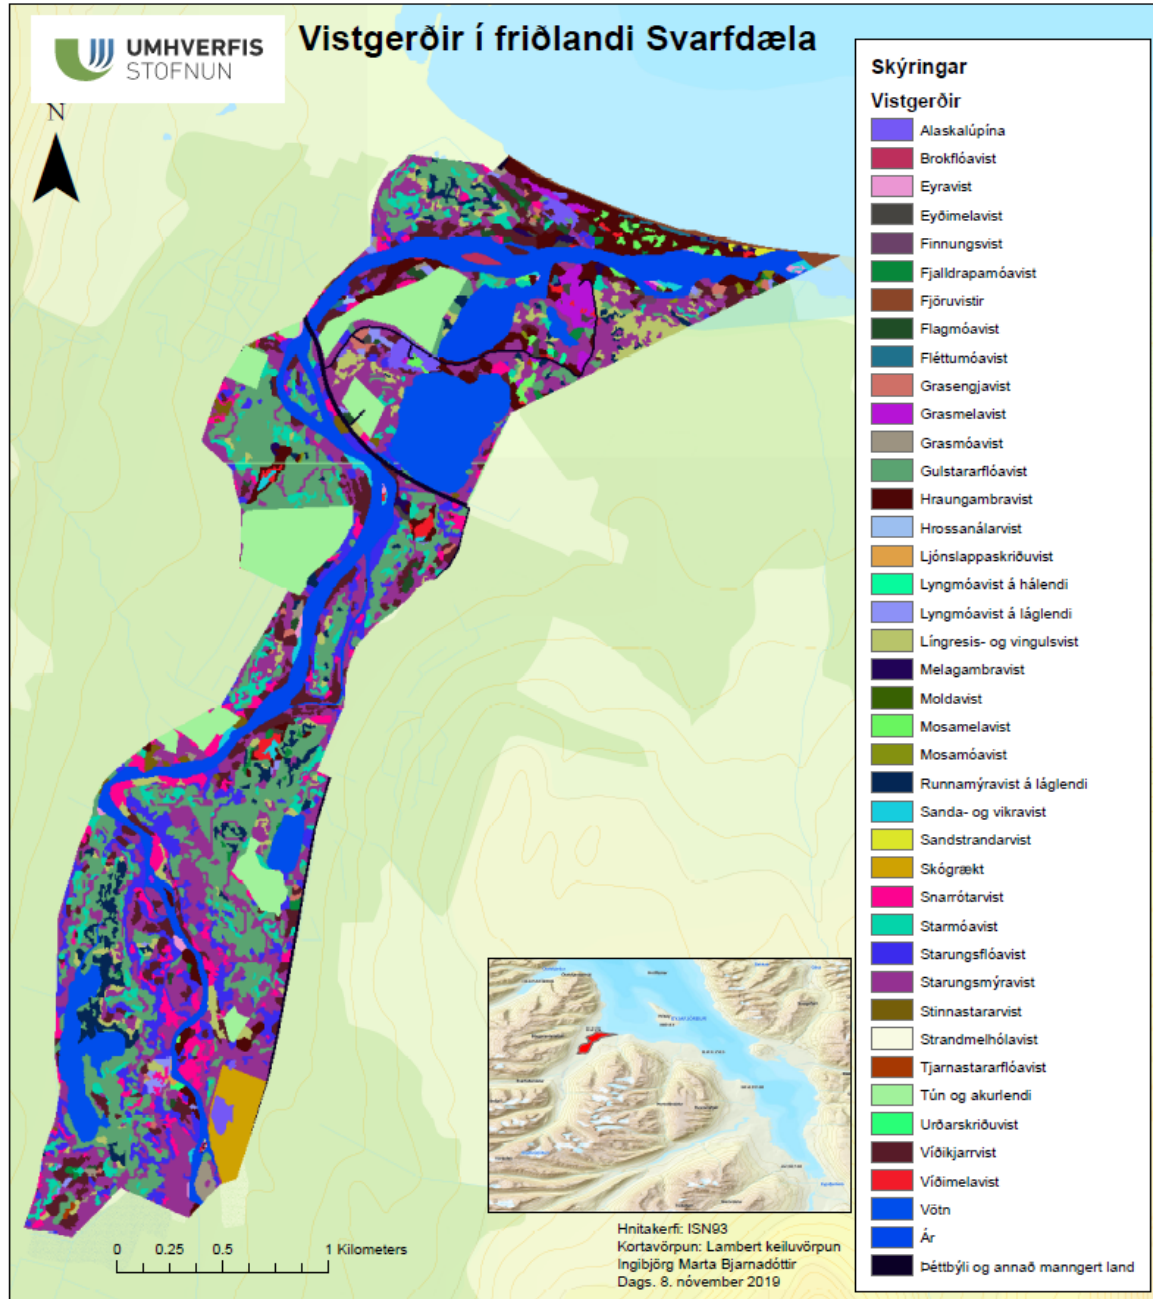 Vistgerðir í friðlandi Svarfdæla
UMHVERFIS
STOFNUN
N
Skýringar
Vistgerðir
Alaskalúpína
Brokflóavist
Eyravist
Eyðimelavist
Finnungsvist
Fjalldrapamóavist
Fjöruvistir
Flagmóavist
Fléttumóavist
Grasengjavist
Grasmelavist
Grasmóavist
Gulstararflóavist
Hraungambravist
Hrossanálarvist
Ljónslappaskriðuvist
Lyngmóavist á hálendi
Lyngmóavist á láglendi
Língresis- og vingulsvist
Melagambravist
Moldavist
Mosamelavist
Mosamóavist
Runnamýravist á láglendi
Sanda- og vikravist
Sandstrandarvist
Skógrækt
Snarrótarvist
Starmóavist
Starungsflóavist
Starungsmýravist
Stinnastararvist
Strandmelhólavist
Tjarnastararflóavist
Tún og akurlendi
Urðarskriðuvist
Víðikjarrvist
Víðimelavist
Vötn
Ár
Þéttbýli og annað manngert land
0 0.25 0.5 1 Kilometers
Hnitakerfi: ISN93
Kortavörpun: Lambert keiluvörpun
Ingibjörg Marta Bjarnadóttir
Dags. 8. nóvember 2019